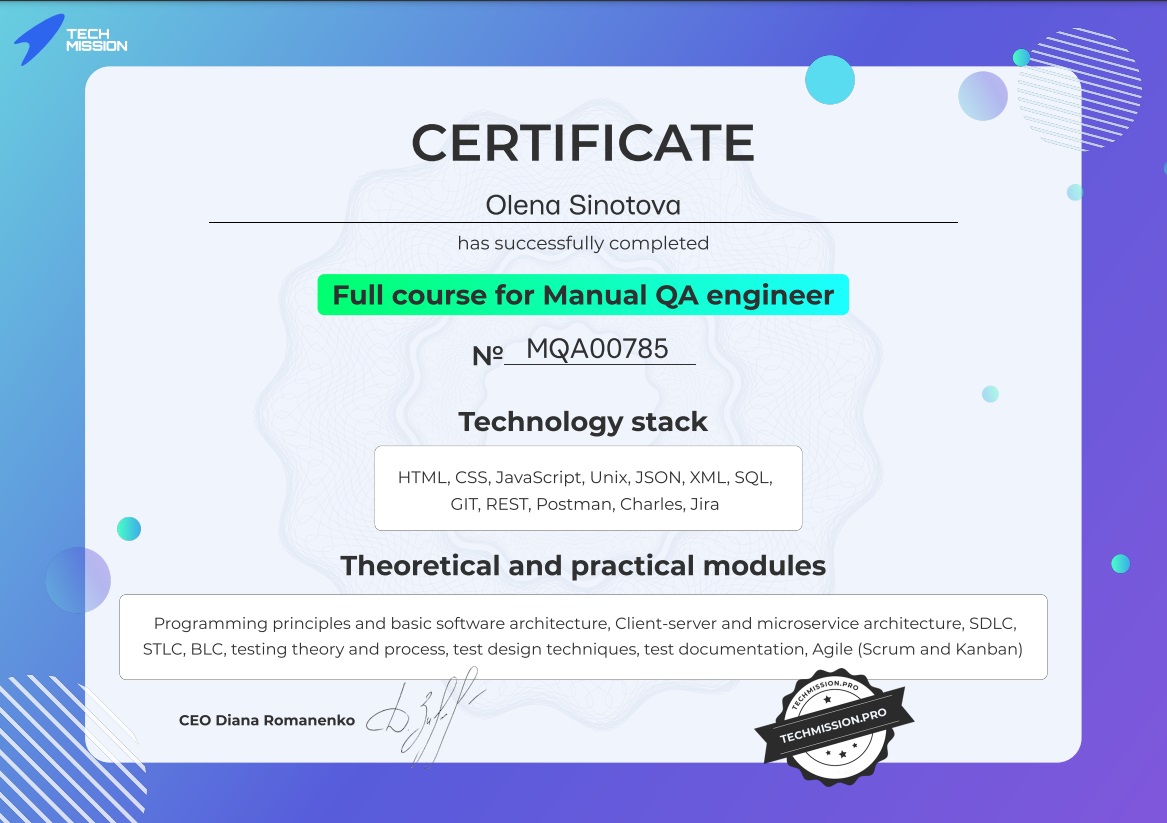 TECH
MISSION
CERTIFICATE
Olena Sinotova
has successfully completed
Full course for Manual QA engineer
№ MQA00785
Technology stack
HTML, CSS, JavaScript, Unix, JSON, XML, SQL,
GIT, REST, Postman, Charles, Jira
Theoretical and practical modules
Programming principles and basic software architecture, Client-server and microservice architecture, SDLC,
STLC, BLC, testing theory and process, test design techniques, test documentation, Agile (Scrum and Kanban)
CEO Diana Romanenko
TECHMISSION.PRO
TECHMISSION.PRO